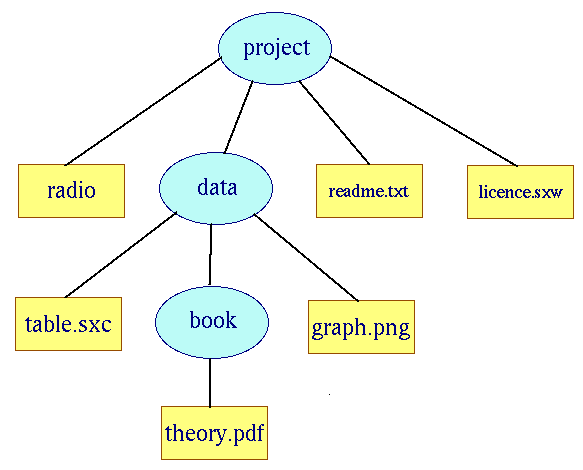 project
radio
data
readme.txt
licence.sxw
table.sxc
book
graph.png
theory.pdf